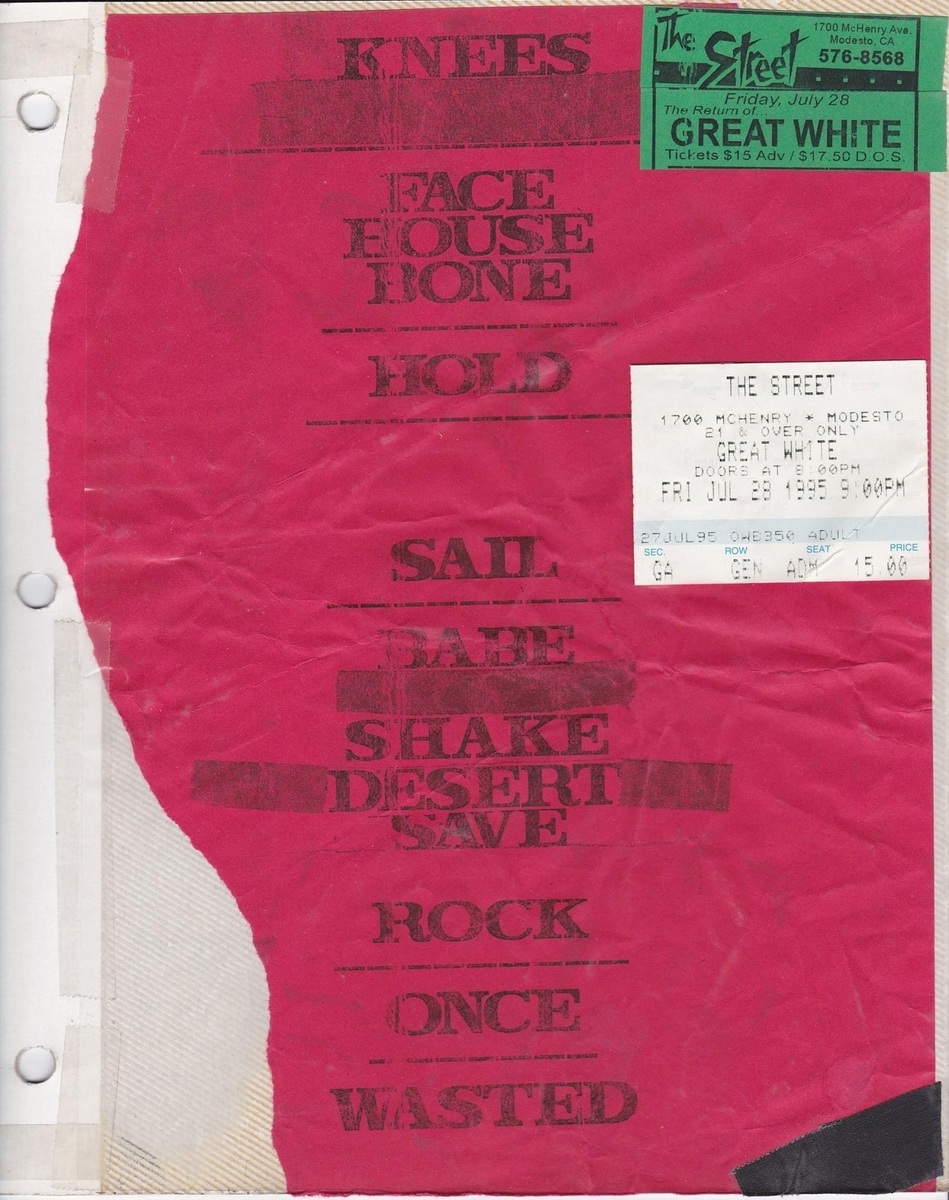 KNEES
FACE
HOUSE
BONE
HOLD
SAIL
BABE
SHAKE
DESERT
SAVE
ROCK
ONCE
WASTED
The Street
1700 McHenry Ave.
Modesto, CA
576-8568
Friday, July 28
The Return of...
GREAT WHITE
Tickets $15 Adv / $17.50 D.O.S.
THE STREET
1700 MCHENRY * MODESTO
21 & OVER ONLY
GREAT WHITE
DOORS AT 8:00PM
FRI JUL 28 1995 9:00PM
27JUL95 OWB350 ADULT
SEC. ROW SEAT PRICE
GA GEN ADM 15.00